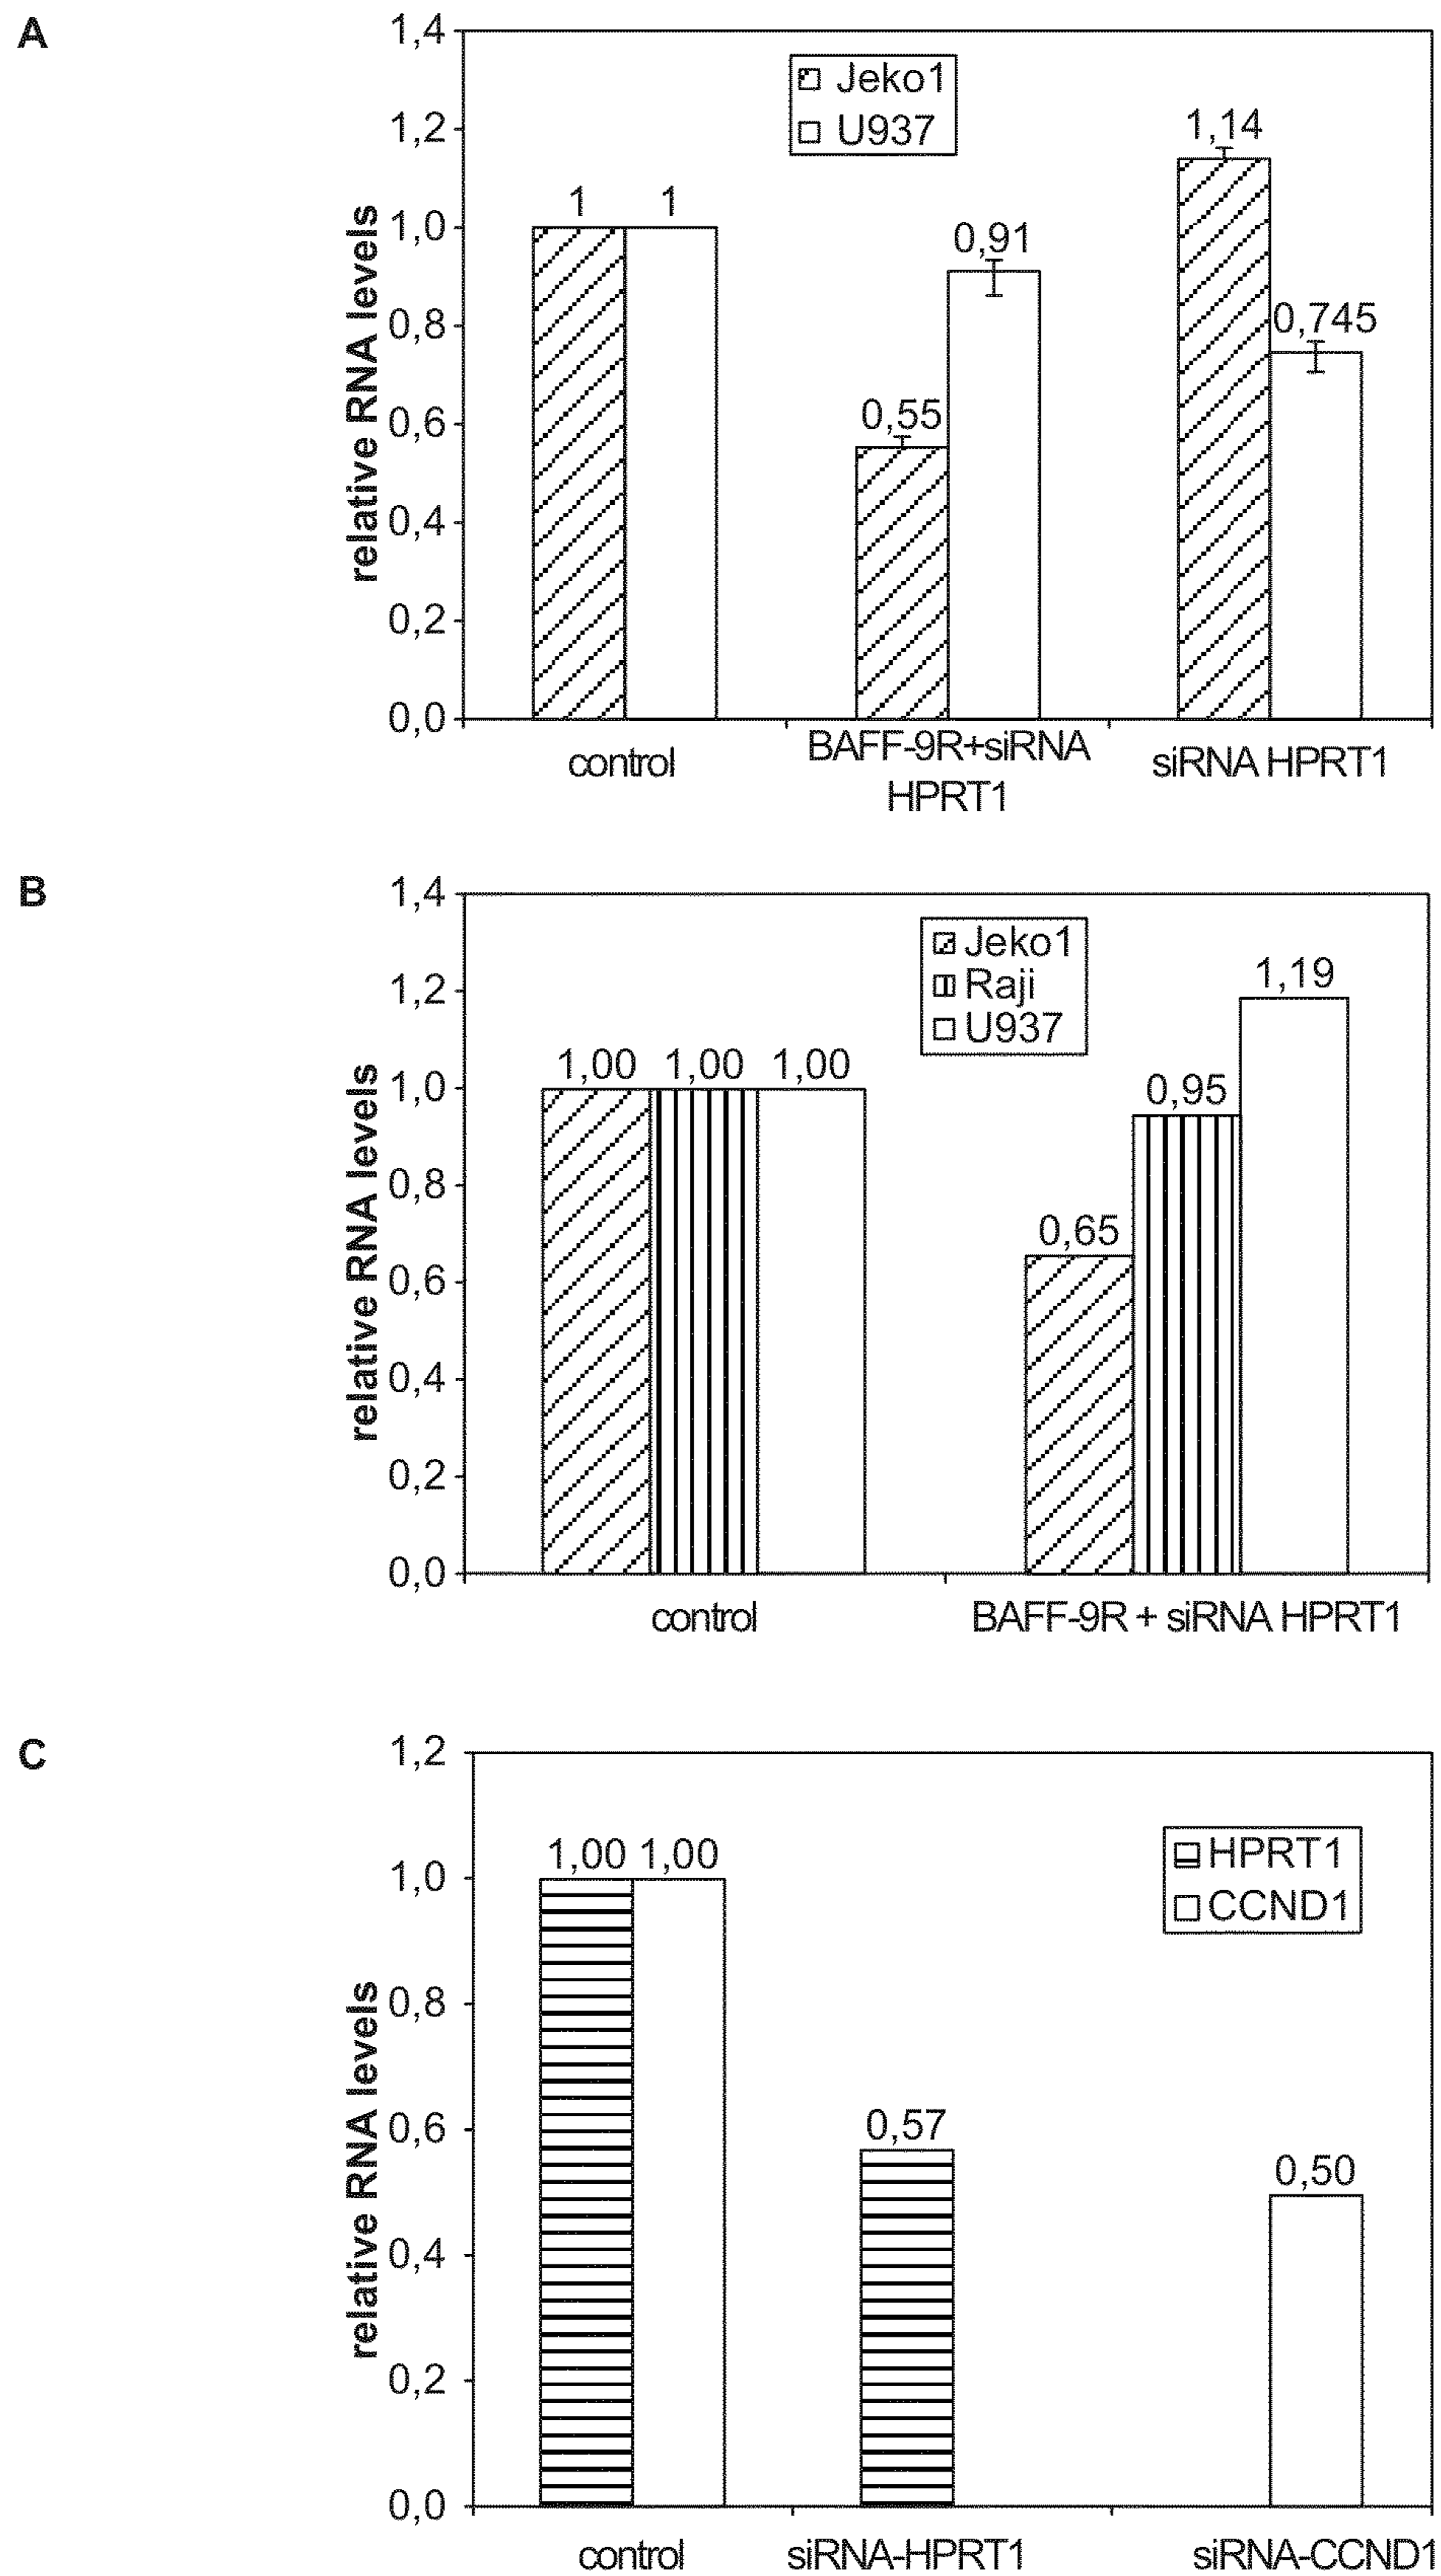 A
relative RNA levels
1,4
1,2
1,0
0,8
0,6
0,4
0,2
0,0
Jeko1
U937
1 1
0,55
0,91
1,14
0,745
control
BAFF-9R+siRNA
HPRT1
siRNA HPRT1
B
relative RNA levels
1,4
1,2
1,0
0,8
0,6
0,4
0,2
0,0
Jeko1
Raji
U937
1,00 1,00 1,00
0,65
0,95
1,19
control
BAFF-9R + siRNA HPRT1
C
relative RNA levels
1,2
1,0
0,8
0,6
0,4
0,2
0,0
HPRT1
CCND1
1,00 1,00
0,57
0,50
control
siRNA-HPRT1
siRNA-CCND1